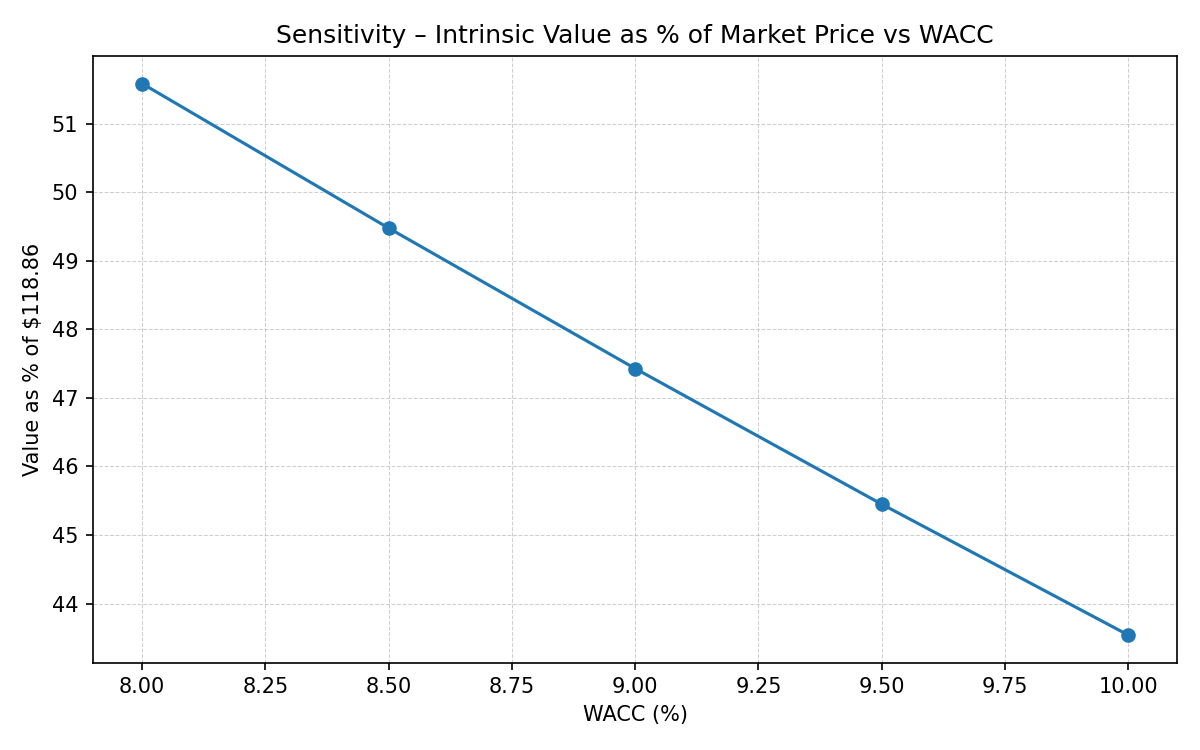 Sensitivity – Intrinsic Value as % of Market Price vs WACC
Value as % of $118.86
51
50
49
48
47
46
45
44
8.00 8.25 8.50 8.75 9.00 9.25 9.50 9.75 10.00
WACC (%)